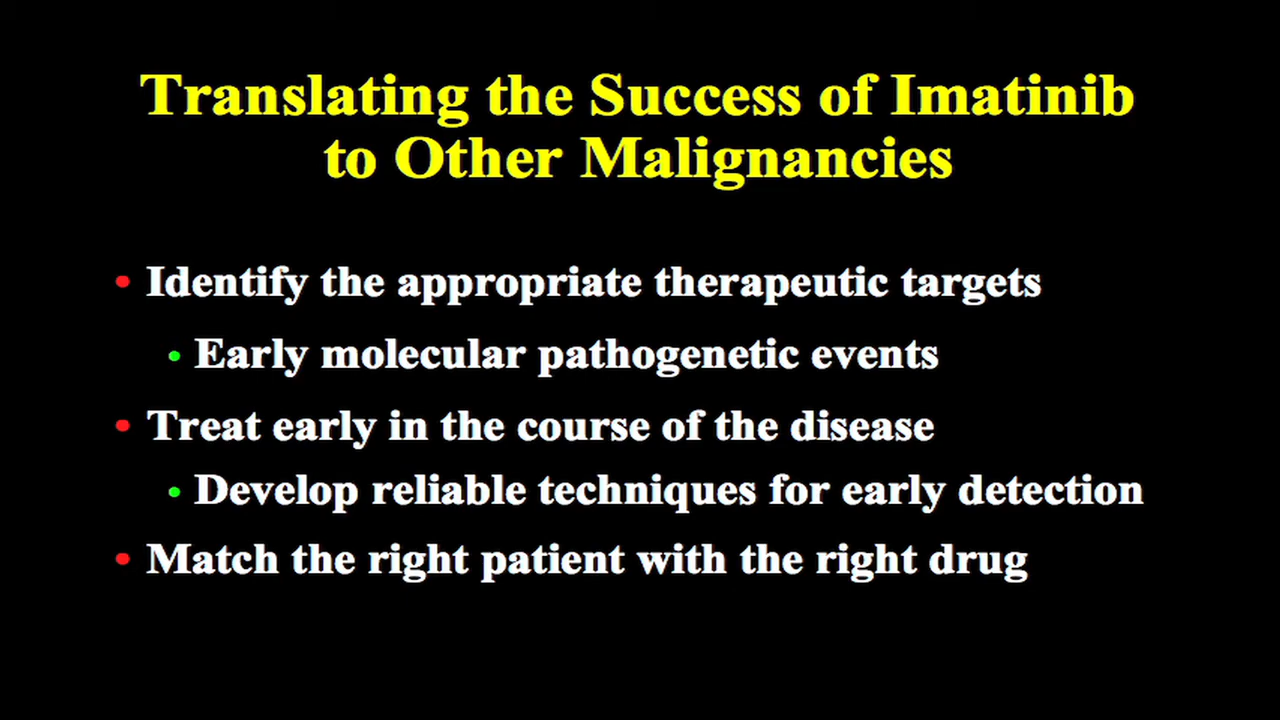 Translating the Success of Imatinib
to Other Malignancies
• Identify the appropriate therapeutic targets
• Early molecular pathogenetic events
• Treat early in the course of the disease
• Develop reliable techniques for early detection
• Match the right patient with the right drug